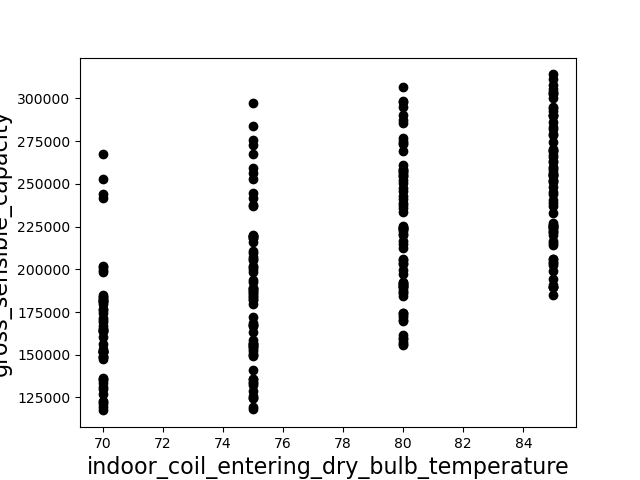 gross_sensible_capacity
300000
275000
250000
225000
200000
175000
150000
125000
70 72 74 76 78 80 82 84
indoor_coil_entering_dry_bulb_temperature